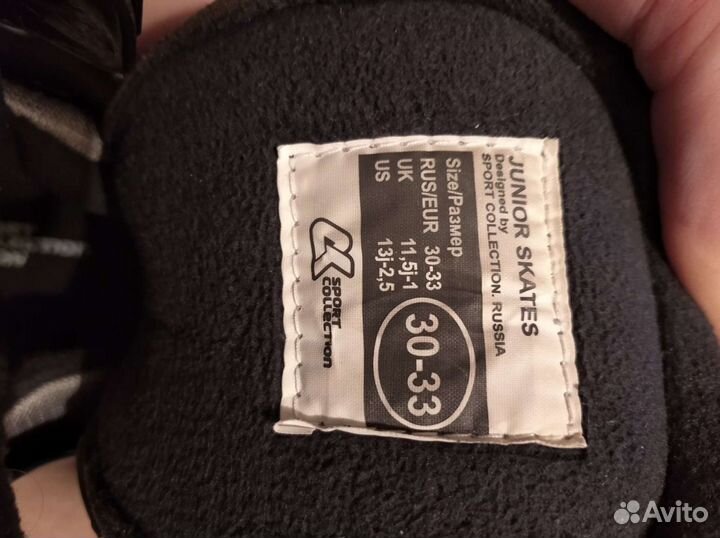 JUNIOR SKATES
Designed by
SPORT COLLECTION. RUSSIA
Size/Размер
RUS/EUR 30-33
UK 11,5j-1
US 13j-2,5
30-33
CK
SPORT
COLLECTION
Avito